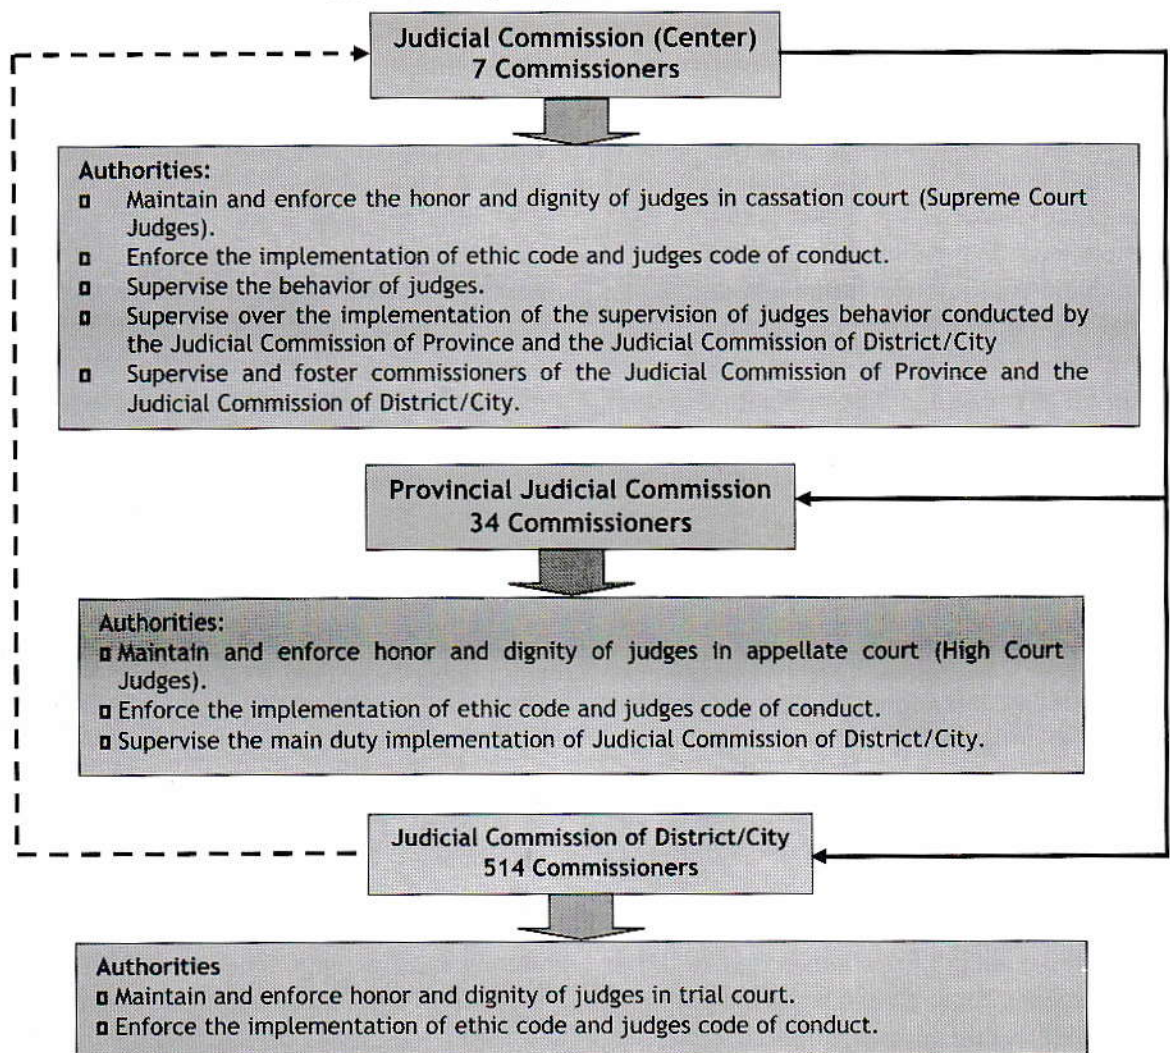 Judicial Commission (Center)
7 Commissioners
Authorities:
Maintain and enforce the honor and dignity of judges in cassation court (Supreme Court
Judges).
Enforce the implementation of ethic code and judges code of conduct.
Supervise the behavior of judges.
Supervise over the implementation of the supervision of judges behavior conducted by
the Judicial Commission of Province and the Judicial Commission of District/City
Supervise and foster commissioners of the Judicial Commission of Province and the
Judicial Commission of District/City.
Provincial Judicial Commission
34 Commissioners
Authorities:
Maintain and enforce honor and dignity of judges in appellate court (High Court
Judges).
Enforce the implementation of ethic code and judges code of conduct.
Supervise the main duty implementation of Judicial Commission of District/City.
Judicial Commission of District/City
514 Commissioners
Authorities
Maintain and enforce honor and dignity of judges in trial court.
Enforce the implementation of ethic code and judges code of conduct.